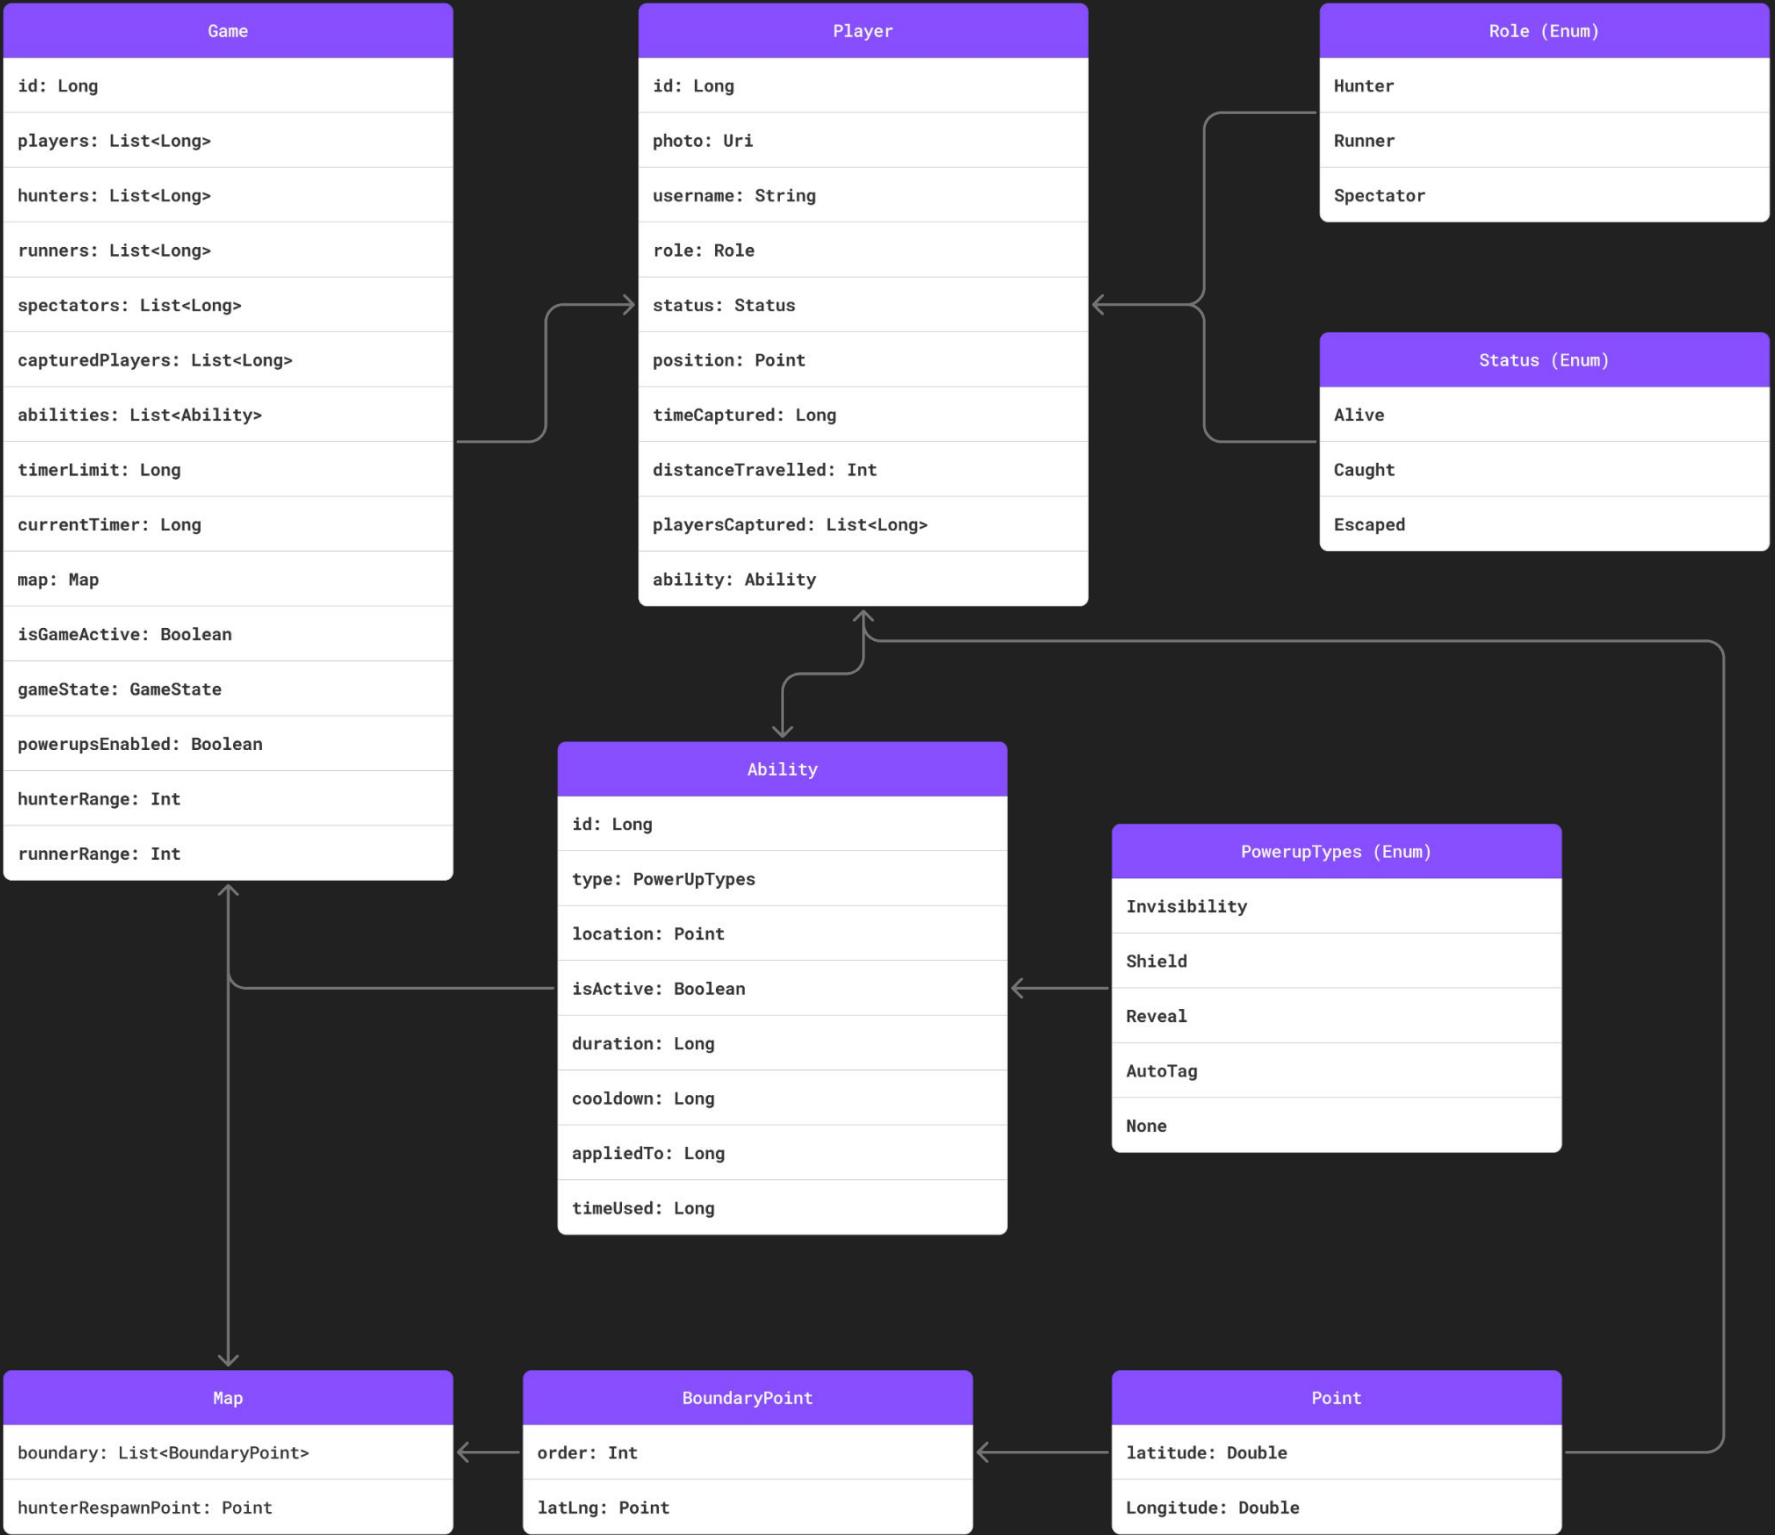 Game
id: Long
players: List<Long>
hunters: List<Long>
runners: List<Long>
spectators: List<Long>
capturedPlayers: List<Long>
abilities: List<Ability>
timerLimit: Long
currentTimer: Long
map: Map
isGameActive: Boolean
gameState: GameState
powerupsEnabled: Boolean
hunterRange: Int
runnerRange: Int
Player
id: Long
photo: Uri
username: String
role: Role
status: Status
position: Point
timeCaptured: Long
distanceTravelled: Int
playersCaptured: List<Long>
ability: Ability
Role (Enum)
Hunter
Runner
Spectator
Status (Enum)
Alive
Caught
Escaped
Ability
id: Long
type: PowerUpTypes
location: Point
isActive: Boolean
duration: Long
cooldown: Long
appliedTo: Long
timeUsed: Long
PowerupTypes (Enum)
Invisibility
Shield
Reveal
AutoTag
None
Map
boundary: List<BoundaryPoint>
hunterRespawnPoint: Point
BoundaryPoint
order: Int
latLng: Point
Point
latitude: Double
Longitude: Double